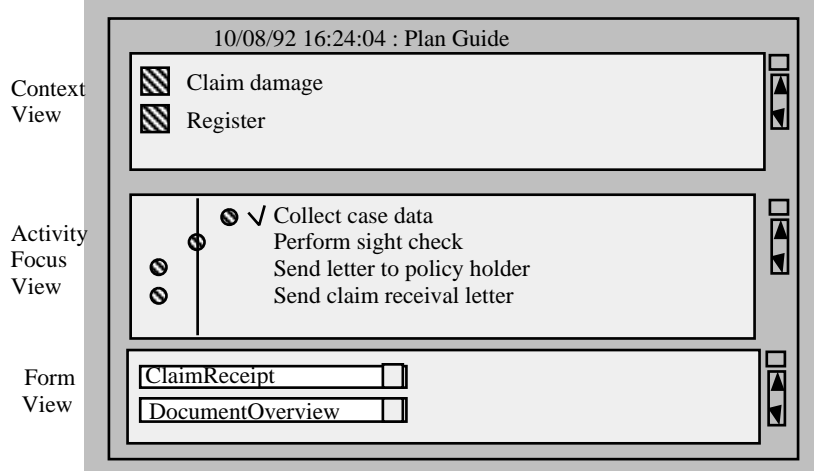 10/08/92 16:24:04 : Plan Guide
Context
View
Claim damage
Register
Activity
Focus
View
Collect case data
Perform sight check
Send letter to policy holder
Send claim receival letter
Form
View
ClaimReceipt
DocumentOverview